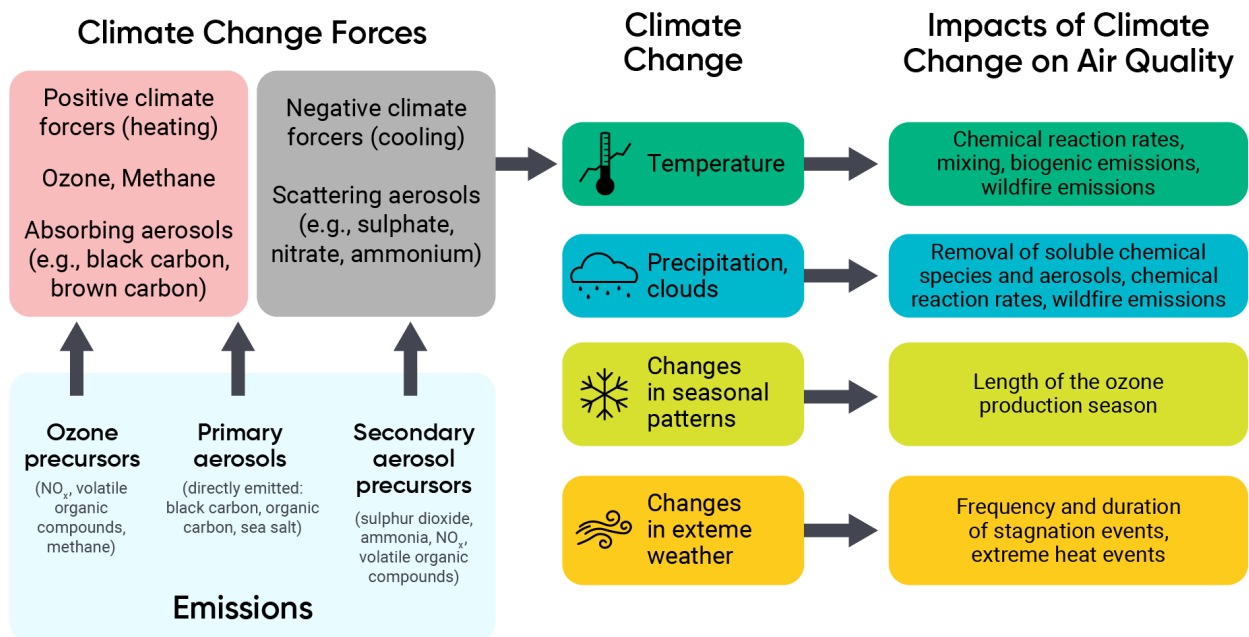 Climate Change Forces
Positive climate
forcers (heating)
Ozone, Methane
Absorbing aerosols
(e.g., black carbon,
brown carbon)
Negative climate
forcers (cooling)
Scattering aerosols
(e.g., sulphate,
nitrate, ammonium)
Ozone
precursors
(NOx, volatile
organic
compounds,
methane)
Primary
aerosols
(directly emitted:
black carbon, organic
carbon, sea salt)
Secondary
aerosol
precursors
(sulphur dioxide,
ammonia, NOx,
volatile organic
compounds)
Emissions
Climate
Change
Temperature
Precipitation,
clouds
Changes
in seasonal
patterns
Changes
in exteme
weather
Impacts of Climate
Change on Air Quality
Chemical reaction rates,
mixing, biogenic emissions,
wildfire emissions
Removal of soluble chemical
species and aerosols, chemical
reaction rates, wildfire emissions
Length of the ozone
production season
Frequency and duration
of stagnation events,
extreme heat events